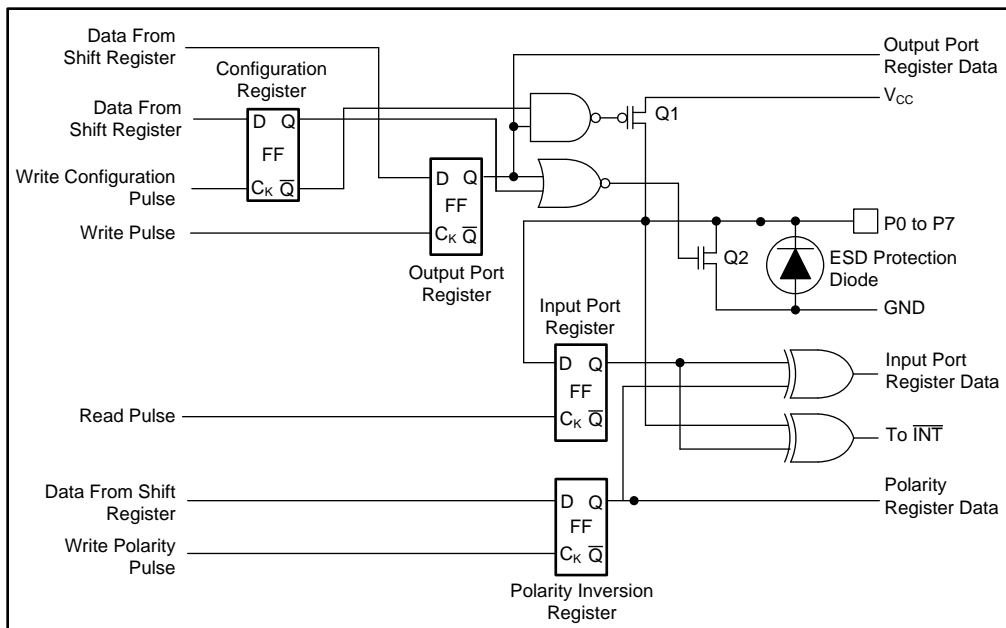 Data From
Shift Register
Configuration
Register
Output Port
Register Data
VCC
Q1
Data From
Shift Register
D Q
FF
CK Q̅
Write Configuration
Pulse
D Q
FF
CK Q̅
Write Pulse
Output Port
Register
P0 to P7
Q2
ESD Protection
Diode
GND
Input Port
Register
D Q
FF
CK Q̅
Input Port
Register Data
Read Pulse
To I̅N̅T̅
Data From Shift
Register
D Q
FF
CK Q̅
Polarity
Register Data
Write Polarity
Pulse
Polarity Inversion
Register